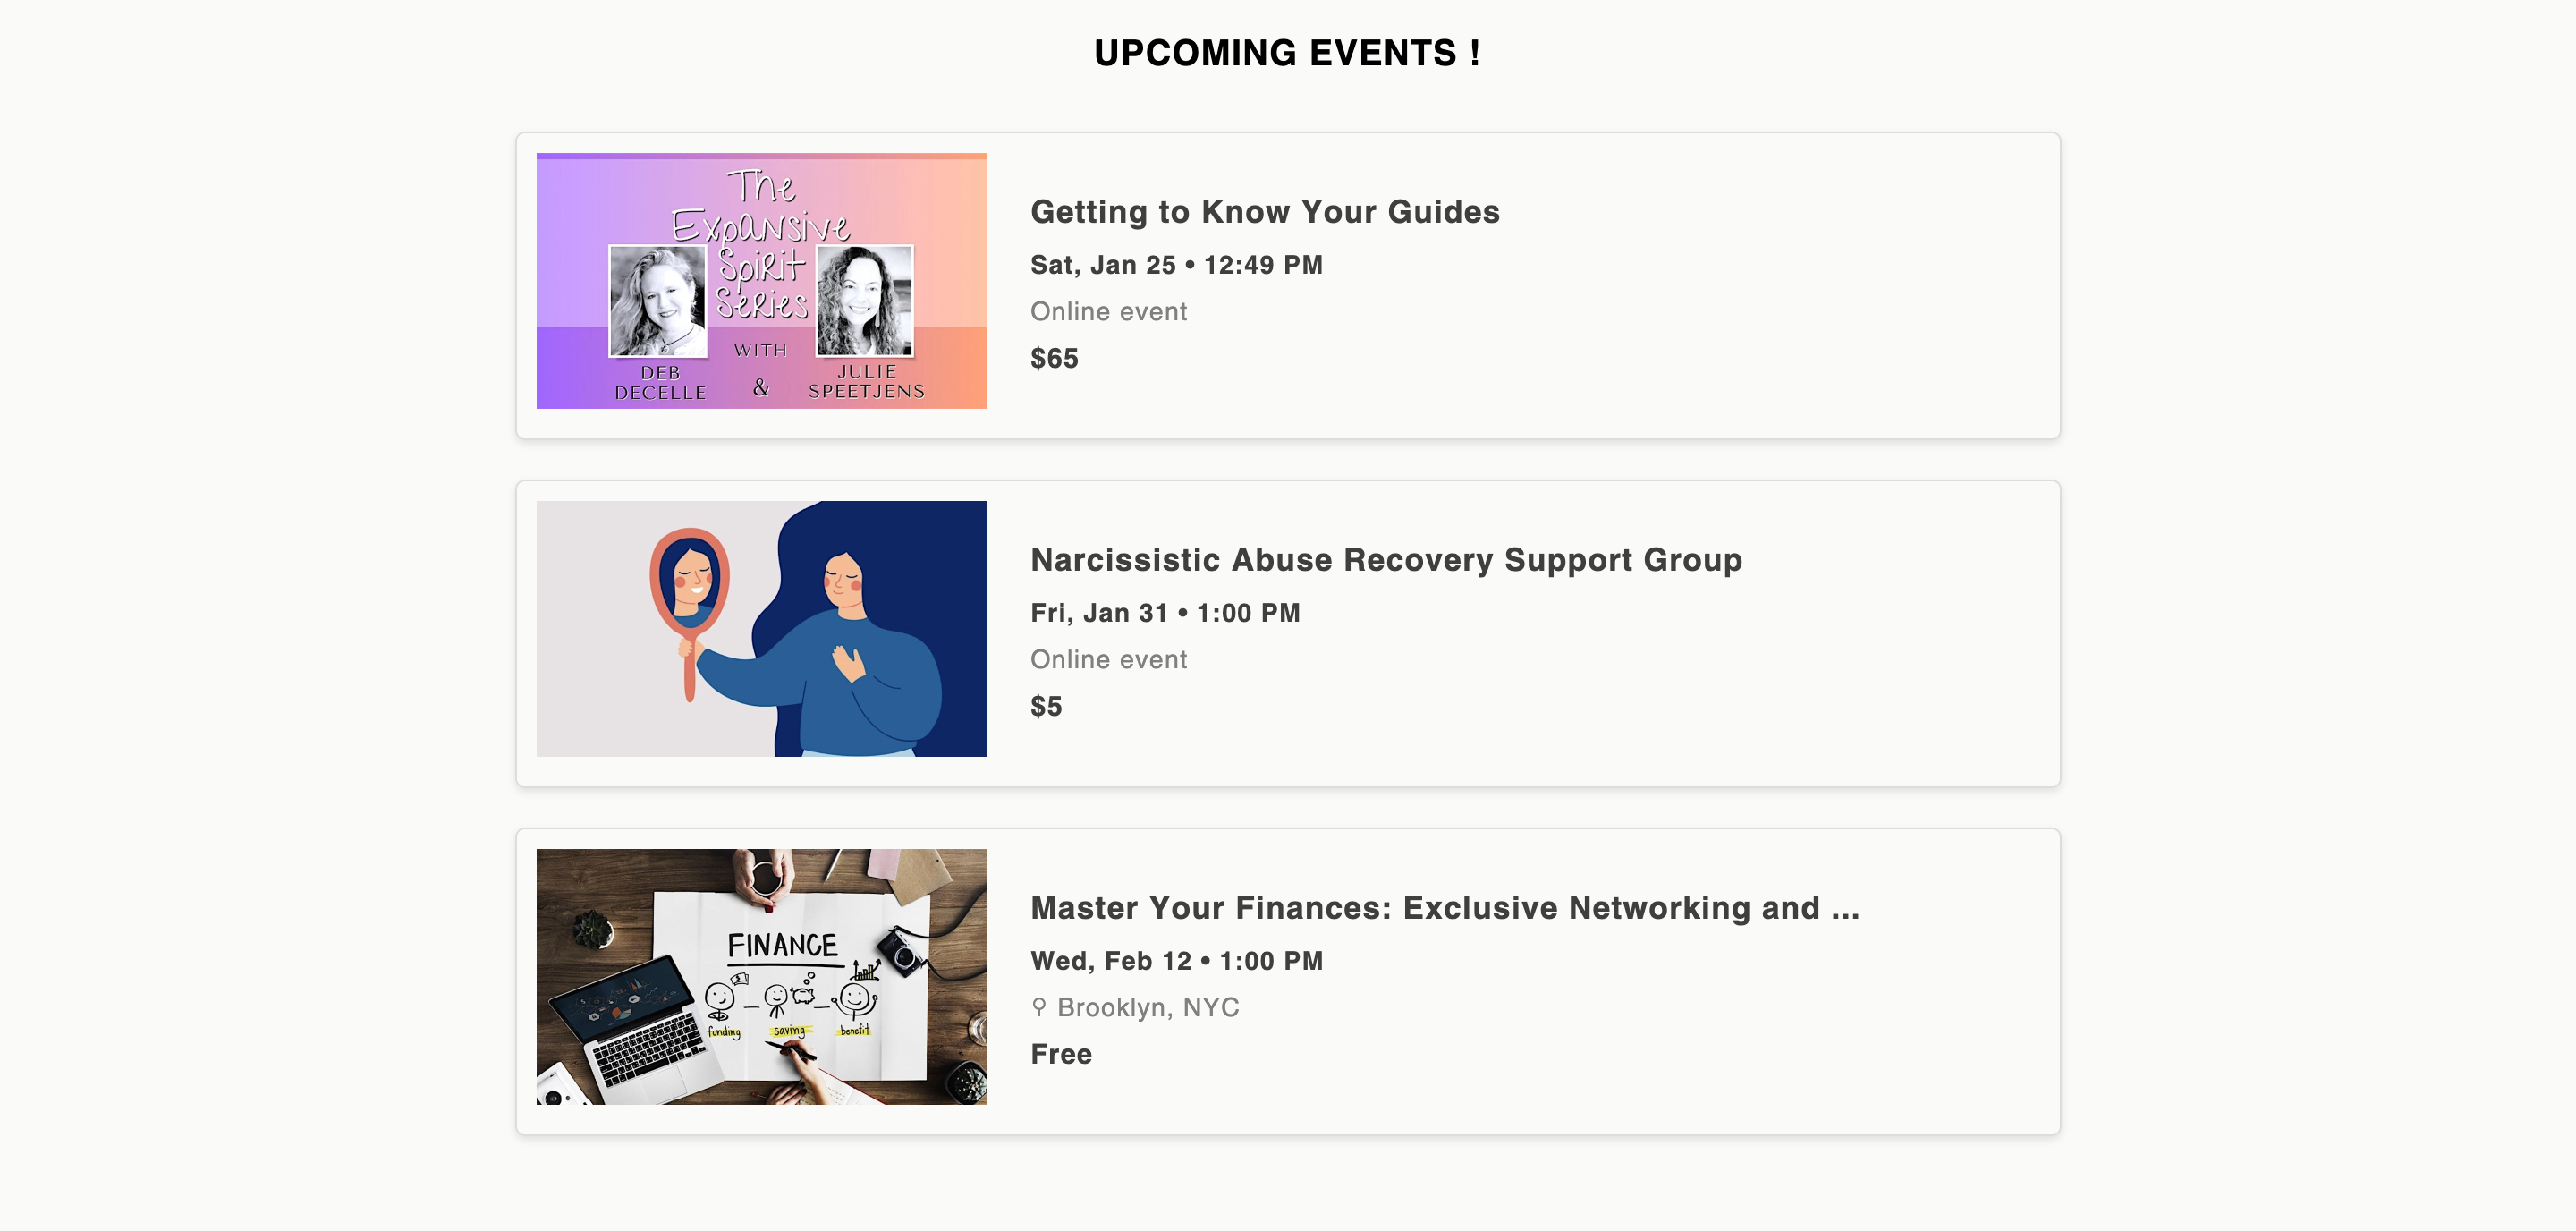 UPCOMING EVENTS !
The
Expansive
Spirit
Series
WITH
&
DEB
DECELLE
JULIE
SPEETJENS
Getting to Know Your Guides
Sat, Jan 25 • 12:49 PM
Online event
$65
Narcissistic Abuse Recovery Support Group
Fri, Jan 31 • 1:00 PM
Online event
$5
FINANCE
funding
saving
benefit
Master Your Finances: Exclusive Networking and ...
Wed, Feb 12 • 1:00 PM
Brooklyn, NYC
Free